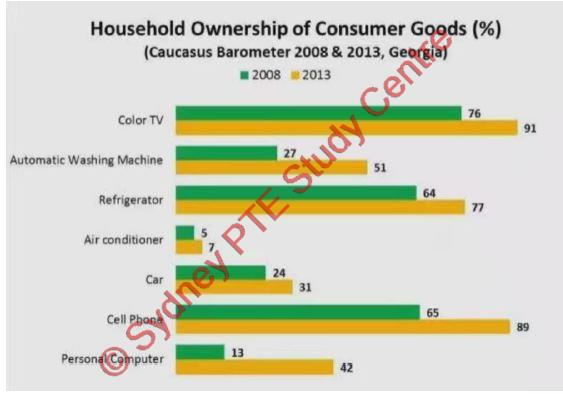 Household Ownership of Consumer Goods (%)
(Caucasus Barometer 2008 & 2013, Georgia)
2008 2013
Color TV 76
91
Automatic Washing Machine 27
51
Refrigerator 64
77
Air conditioner 5
7
Car 24
31
Cell Phone 65
89
Personal Computer 13
42
© Sydney PTE Study Centre